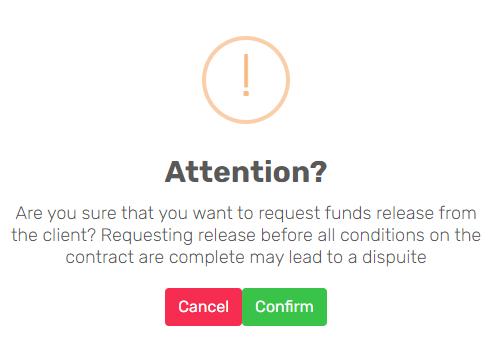 !
Attention?
Are you sure that you want to request funds release from
the client? Requesting release before all conditions on the
contract are complete may lead to a dispuite
Cancel Confirm